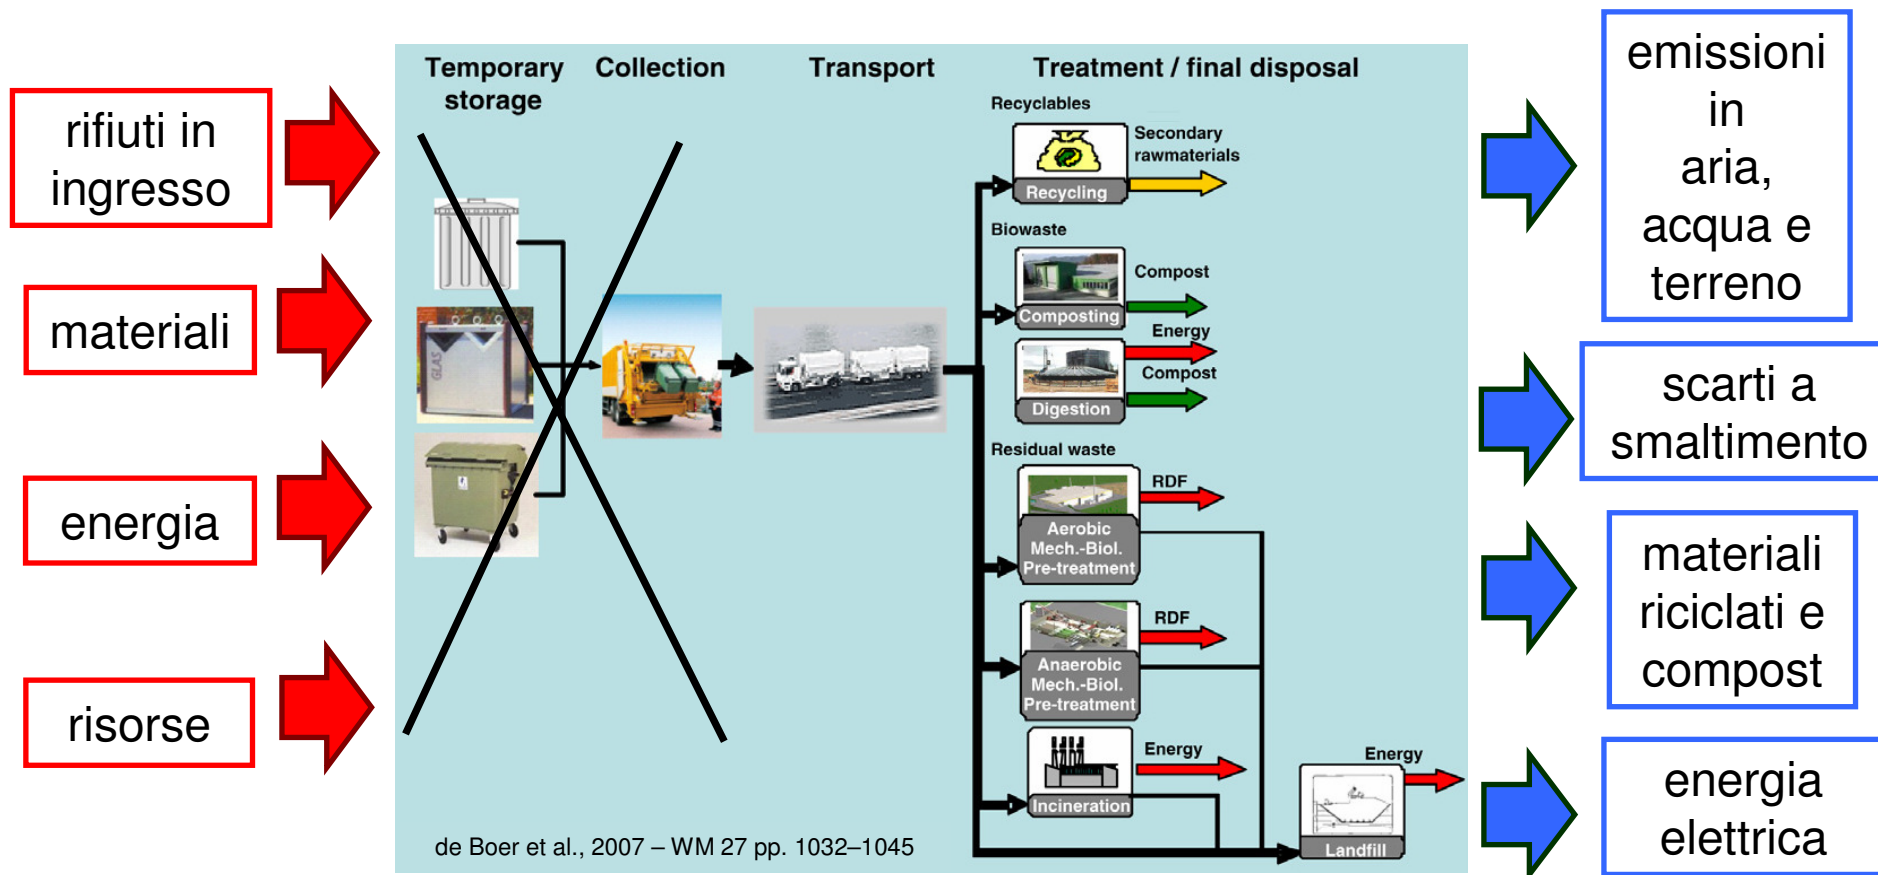 rifiuti in
ingresso
materiali
energia
risorse
Temporary
storage
Collection
Transport
Treatment / final disposal
GLAS
Recyclables
Secondary
rawmaterials
Recycling
Biowaste
Compost
Composting
Energy
Compost
Digestion
Residual waste
RDF
Aerobic
Mech.-Biol.
Pre-treatment
RDF
Anaerobic
Mech.-Biol.
Pre-treatment
Energy
Incineration
Energy
Landfill
de Boer et al., 2007 – WM 27 pp. 1032–1045
emissioni
in
aria,
acqua e
terreno
scarti a
smaltimento
materiali
riciclati e
compost
energia
elettrica